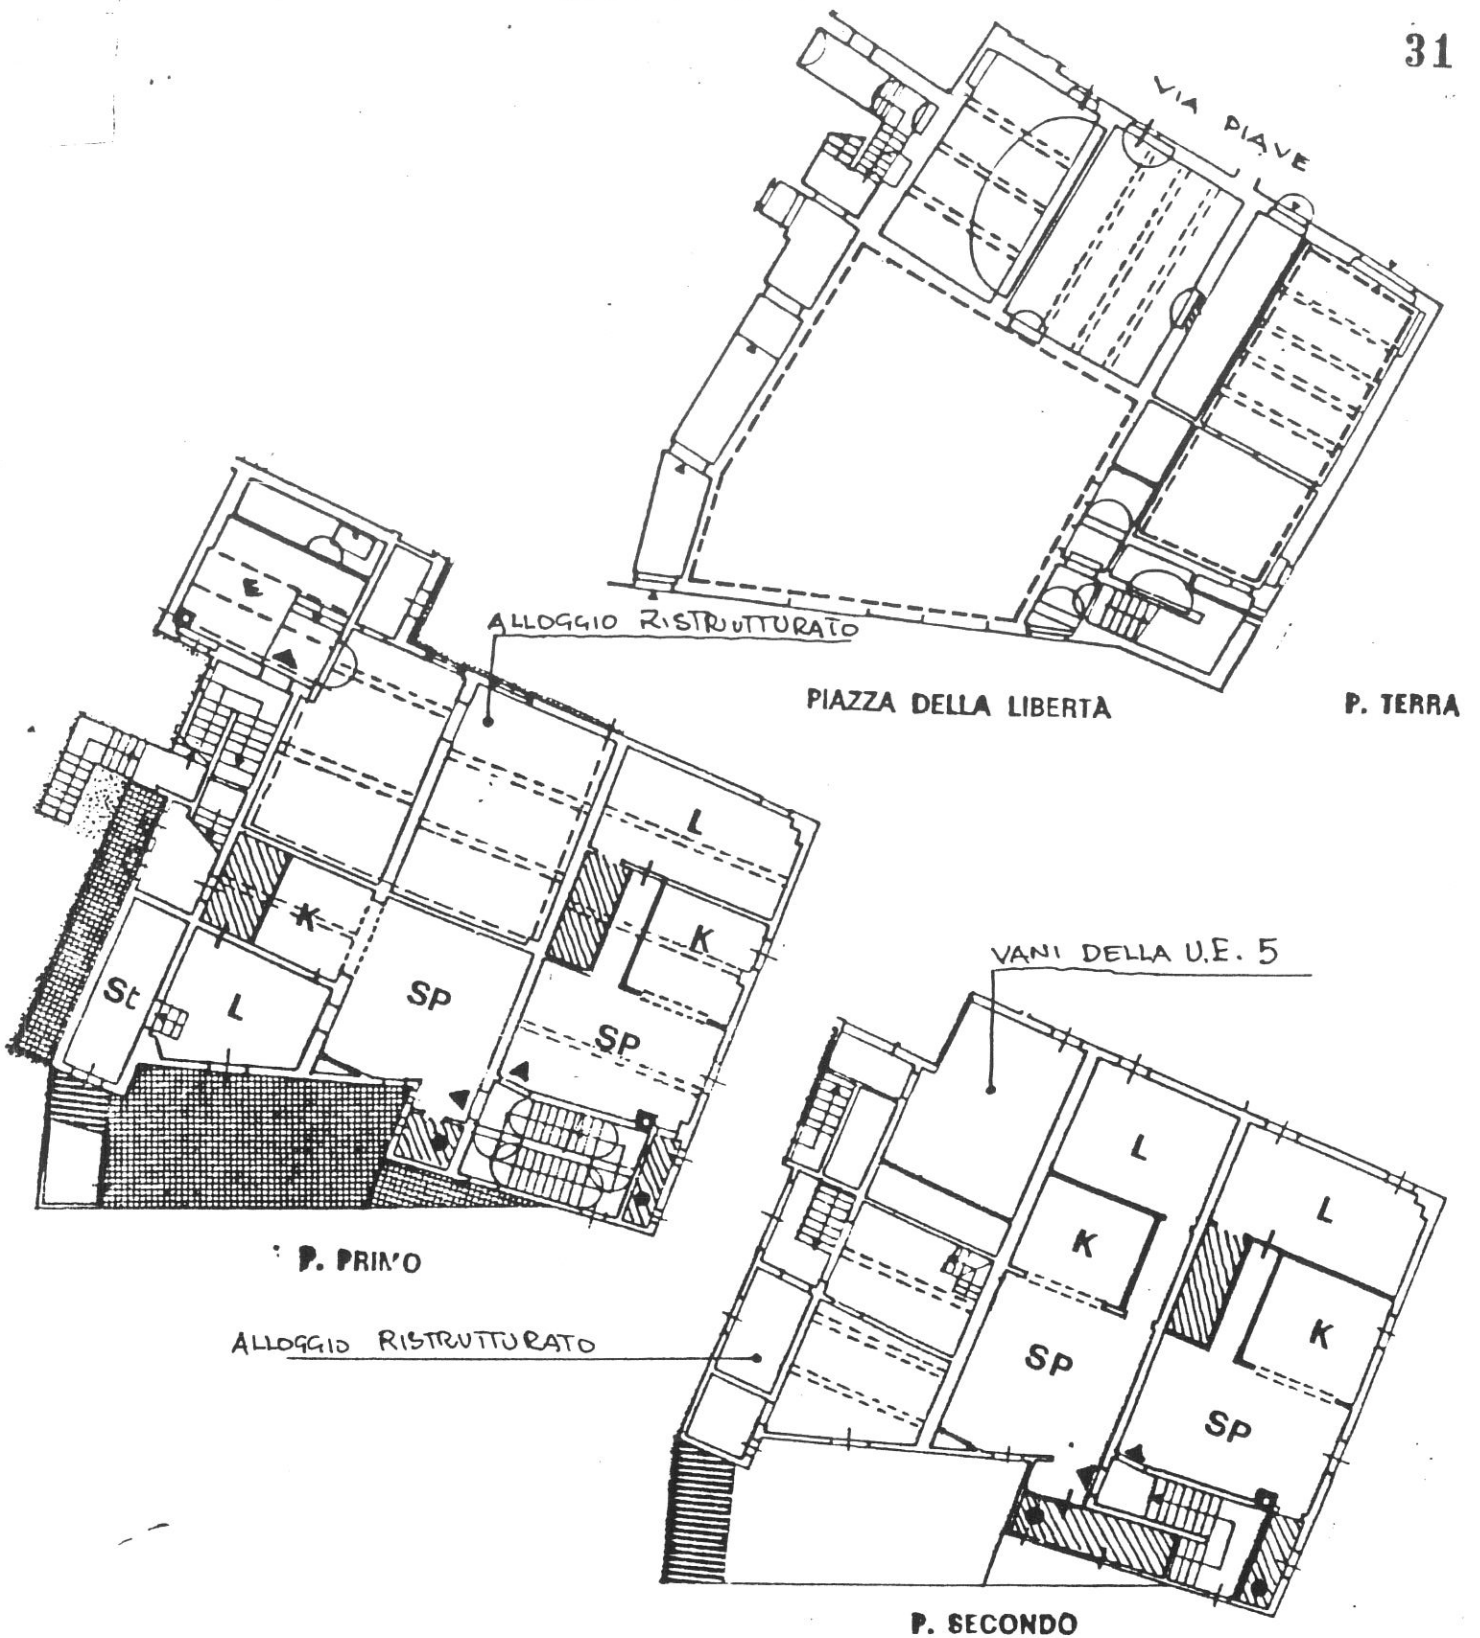 31
VIA PIAVE
ALLOGGIO RISTRUTTURATO
PIAZZA DELLA LIBERTÀ
P. TERRA
E
L
K
K
SP
St
L
SP
VANI DELLA U.E. 5
P. PRIMO
L
L
K
K
ALLOGGIO RISTRUTTURATO
SP
SP
P. SECONDO